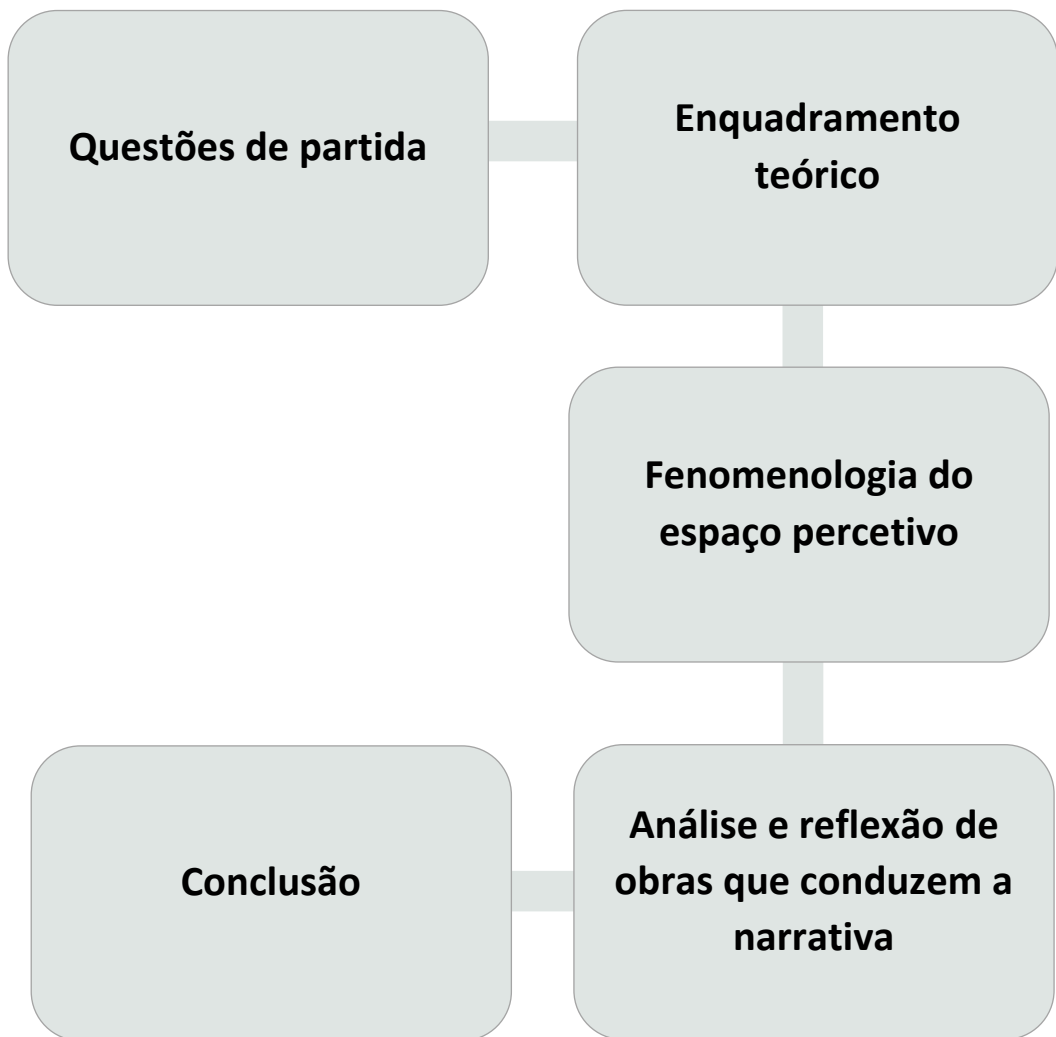 Questões de partida
Enquadramento
teórico
Fenomenologia do
espaço percetivo
Análise e reflexão de
obras que conduzem a
narrativa
Conclusão